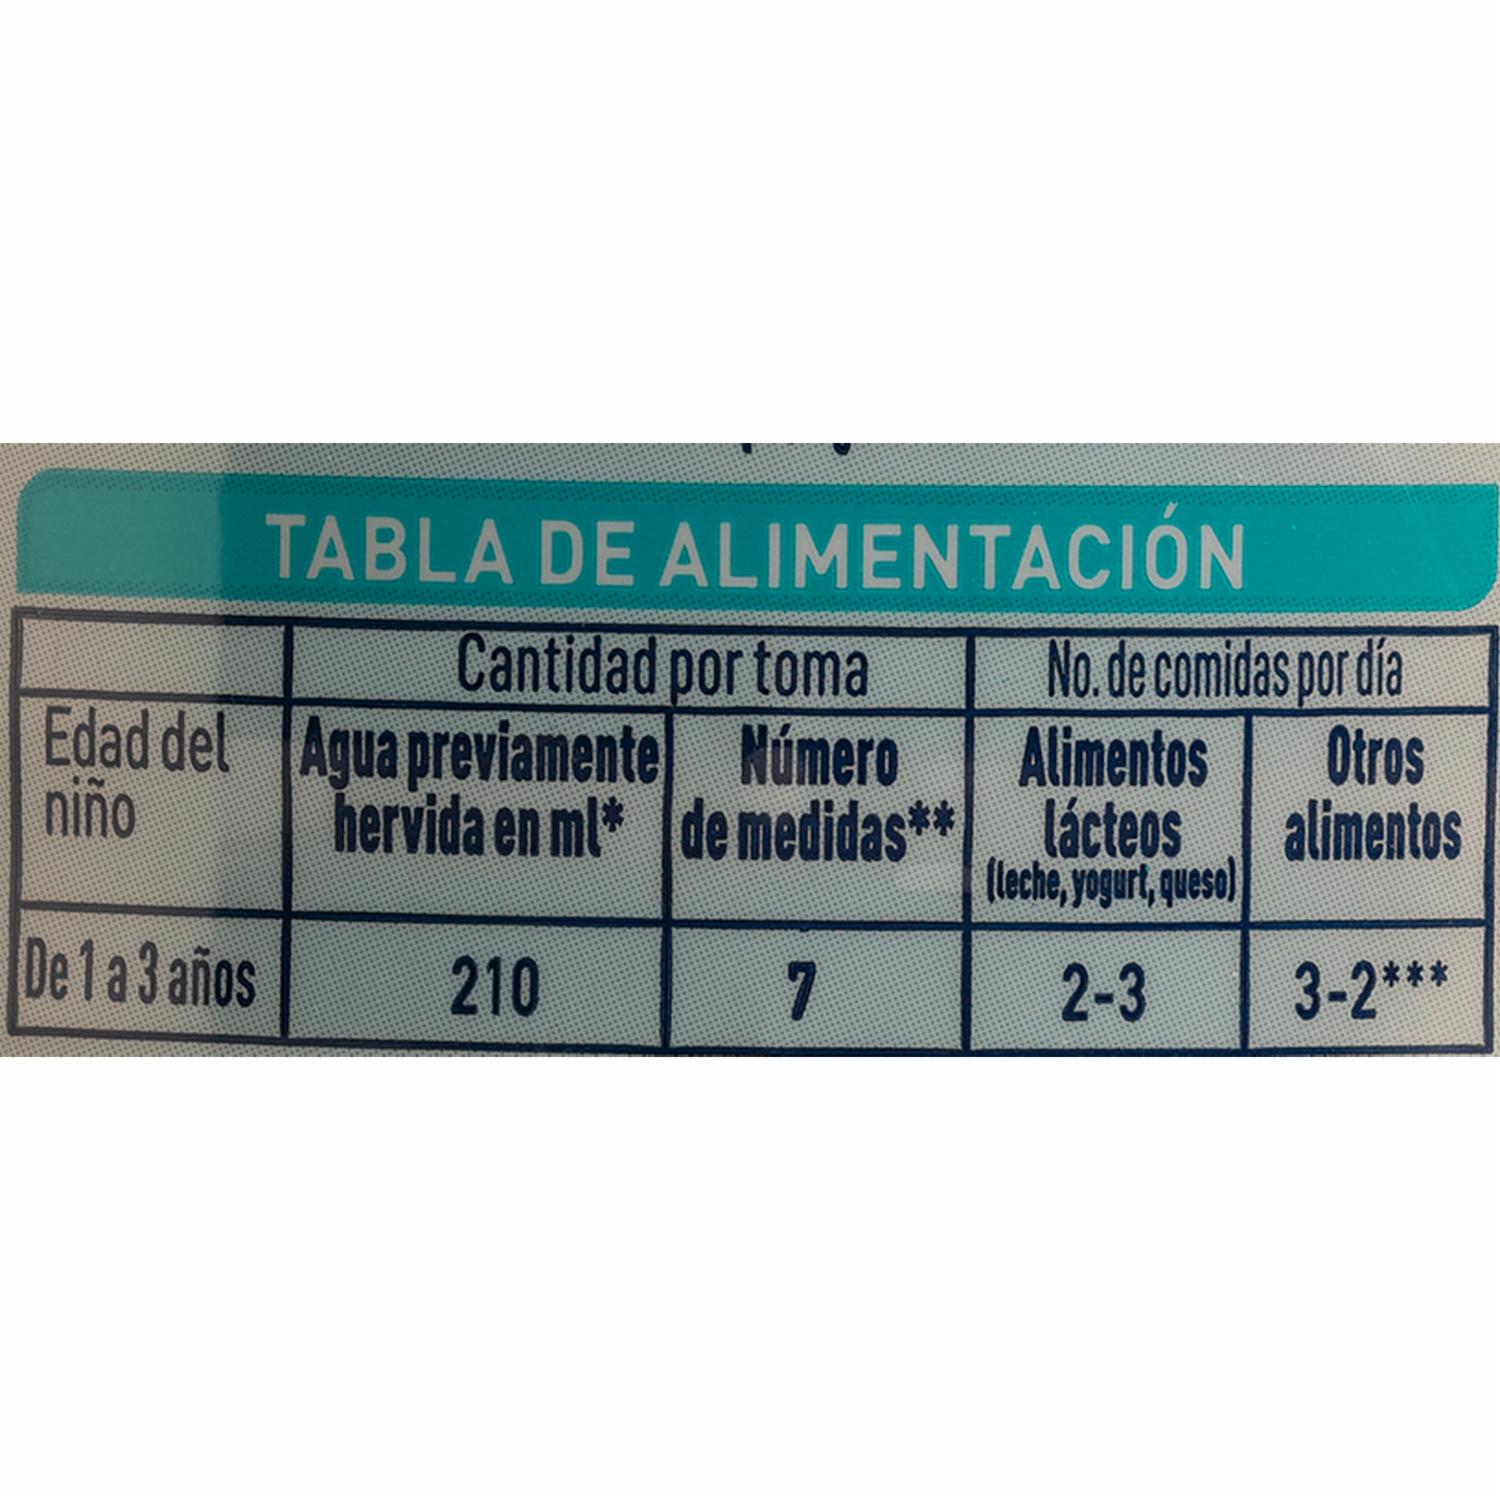 TABLA DE ALIMENTACIÓN
Cantidad por toma
No. de comidas por día
Edad del
niño
Agua previamente
hervida en ml*
Número
de medidas**
Alimentos
lácteos
(leche, yogurt, queso)
Otros
alimentos
De 1 a 3 años
210
7
2-3
3-2***